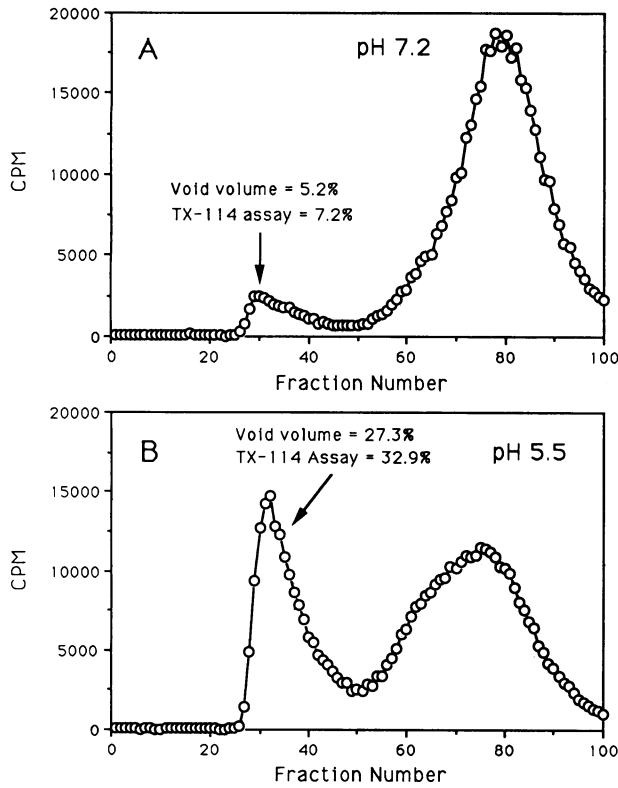 20000
15000
10000
5000
0
CPM
A
pH 7.2
Void volume = 5.2%
TX-114 assay = 7.2%
0 20 40 60 80 100
Fraction Number
20000
15000
10000
5000
0
CPM
B
Void volume = 27.3%
TX-114 Assay = 32.9%
pH 5.5
0 20 40 60 80 100
Fraction Number